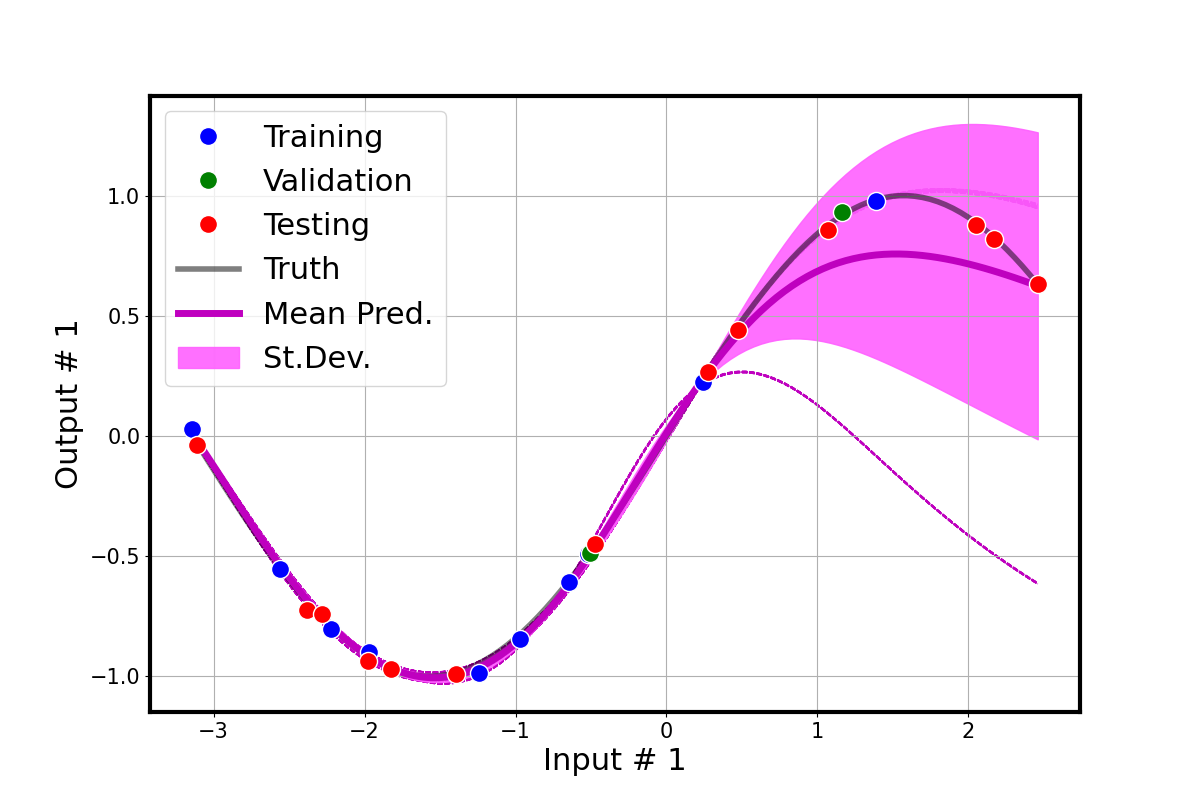 Training
Validation
Testing
Truth
Mean Pred.
St.Dev.
1.0
0.5
0.0
−0.5
−1.0
Output # 1
−3
−2
−1
0
1
2
Input # 1